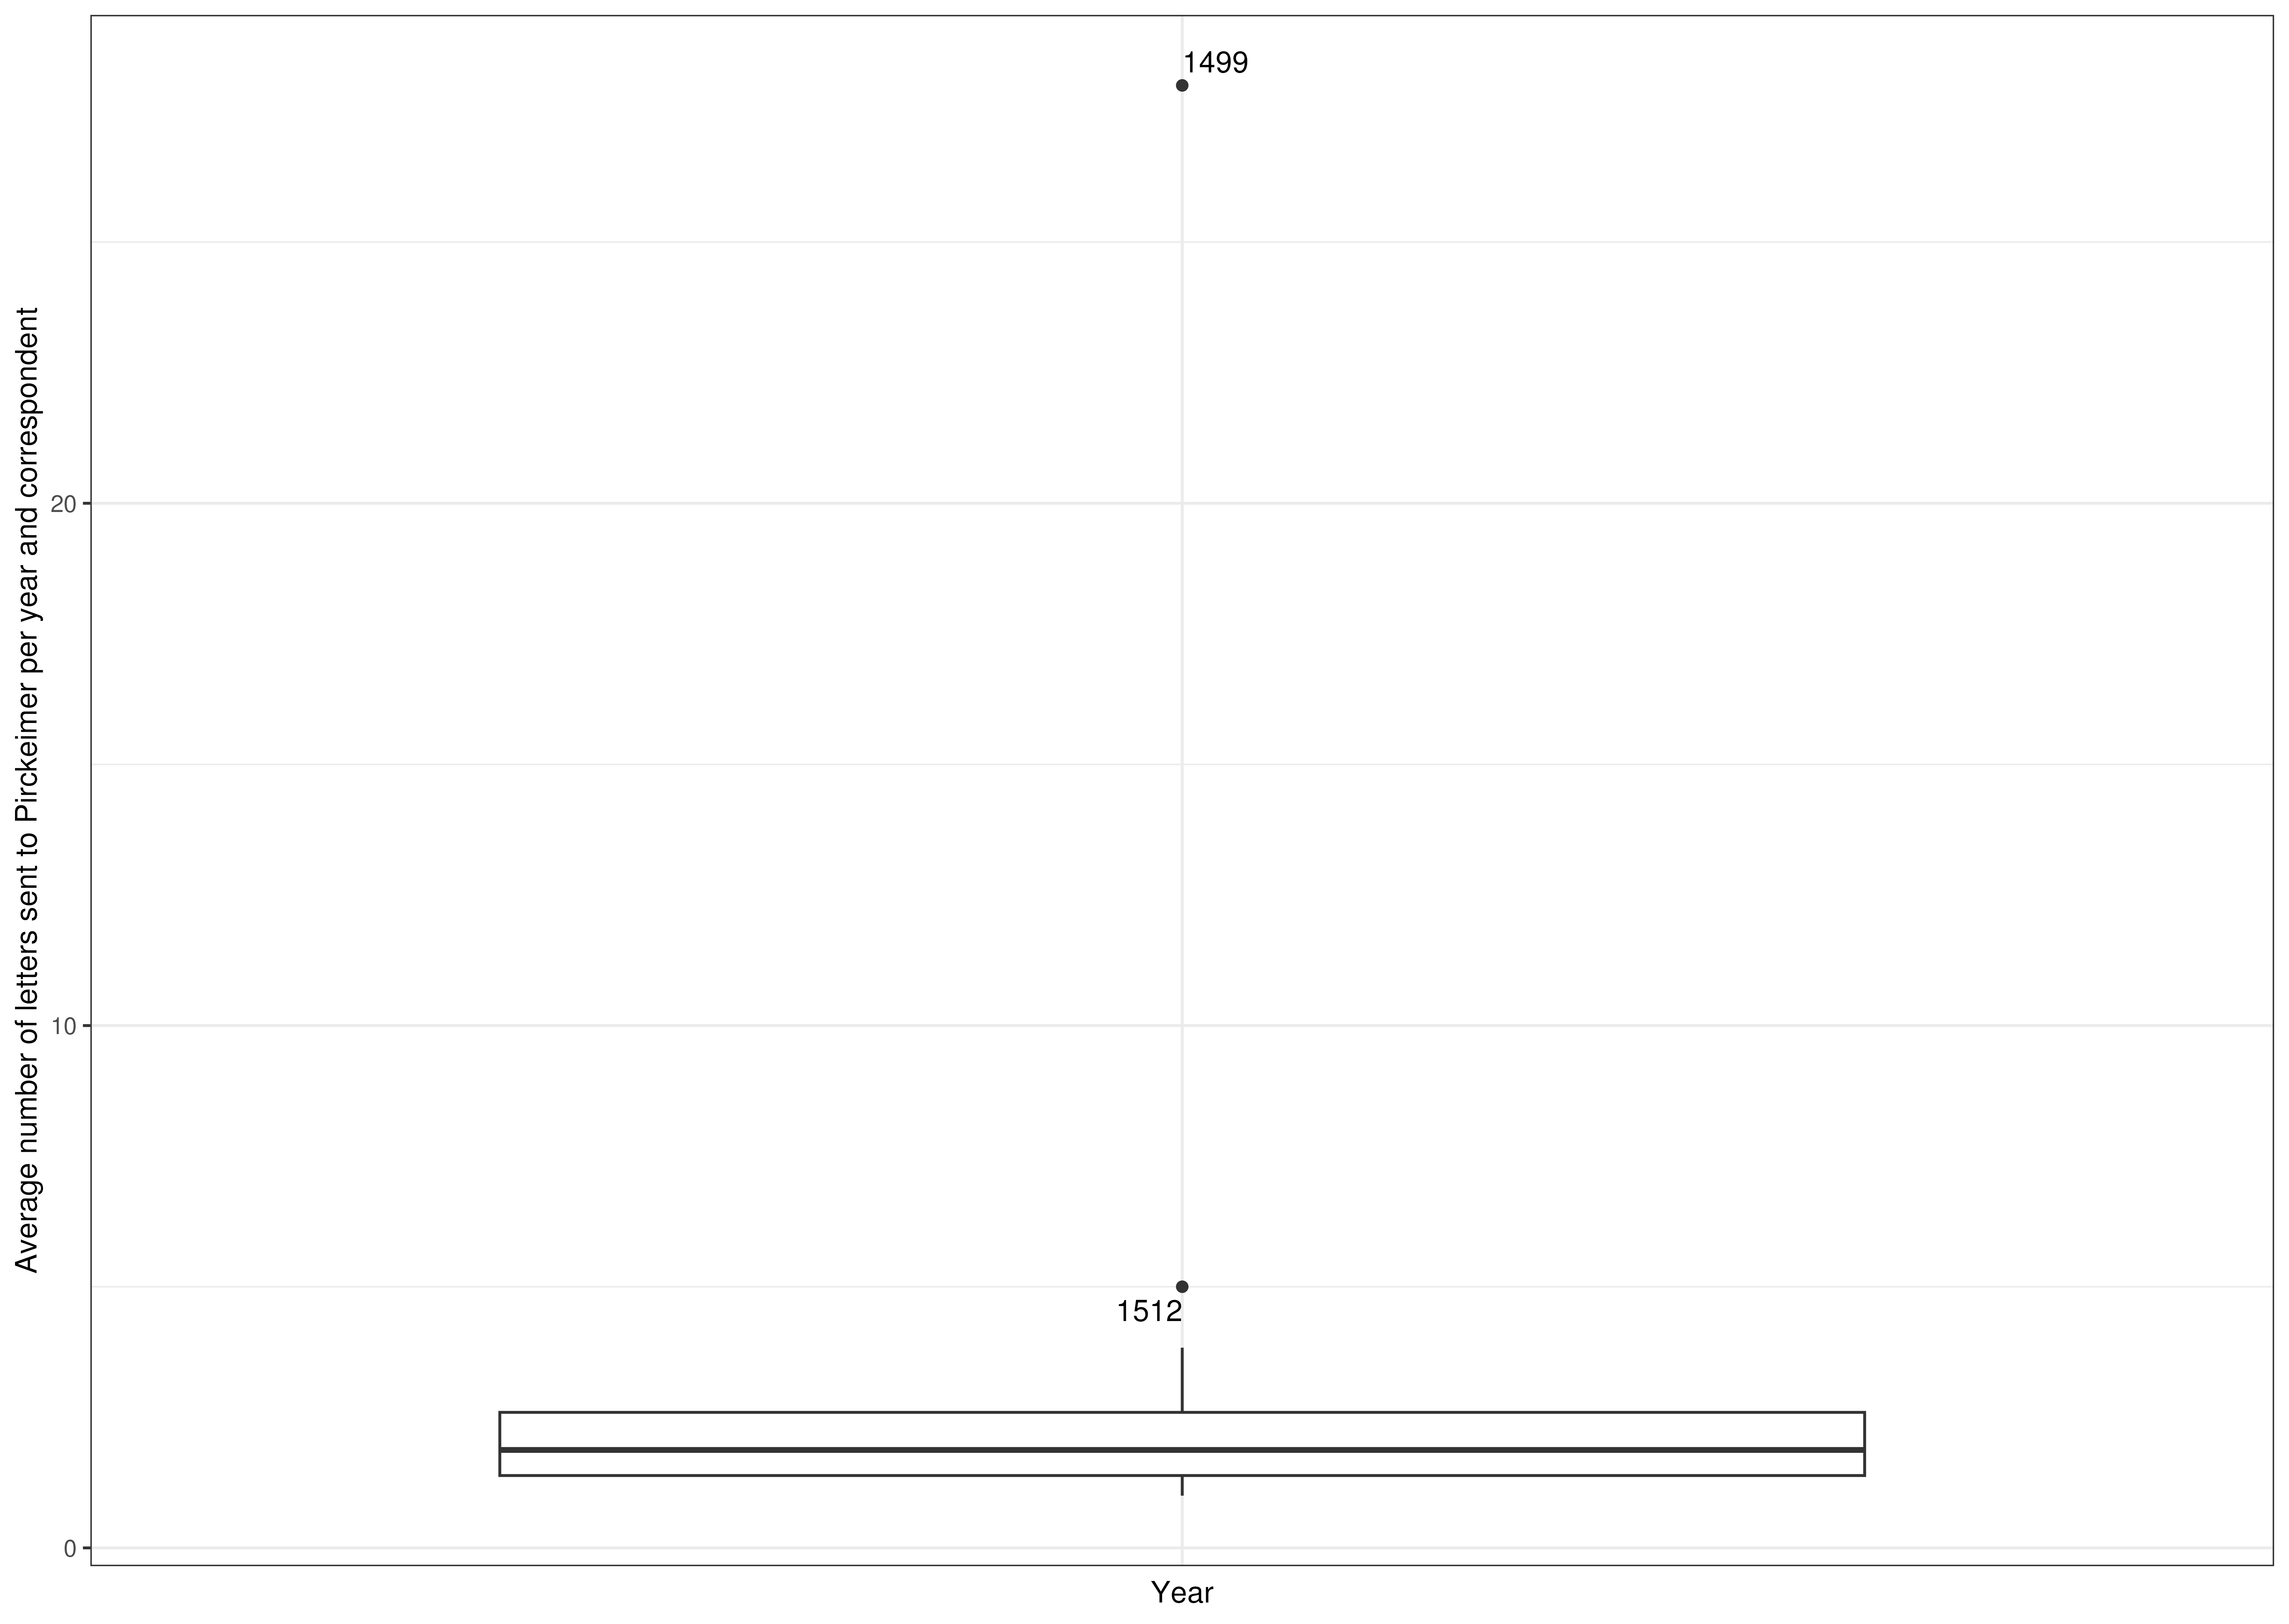 Average number of letters sent to Pirckeimer per year and correspondent
1499
20
10
1512
0
Year